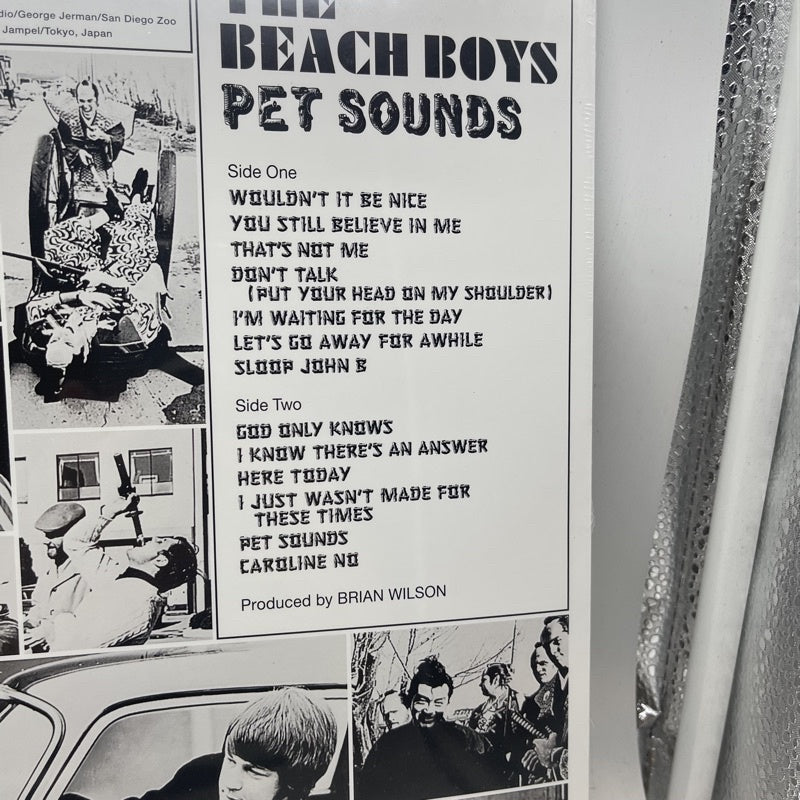 dio/George Jerman/San Diego Zoo
Jampel/Tokyo, Japan
THE
BEACH BOYS
PET SOUNDS
Side One
WOULDN'T IT BE NICE
YOU STILL BELIEVE IN ME
THAT'S NOT ME
DON'T TALK
(PUT YOUR HEAD ON MY SHOULDER)
I'M WAITING FOR THE DAY
LET'S GO AWAY FOR AWHILE
SLOOP JOHN B
Side Two
GOD ONLY KNOWS
I KNOW THERE'S AN ANSWER
HERE TODAY
I JUST WASN'T MADE FOR
THESE TIMES
PET SOUNDS
CAROLINE NO
Produced by BRIAN WILSON